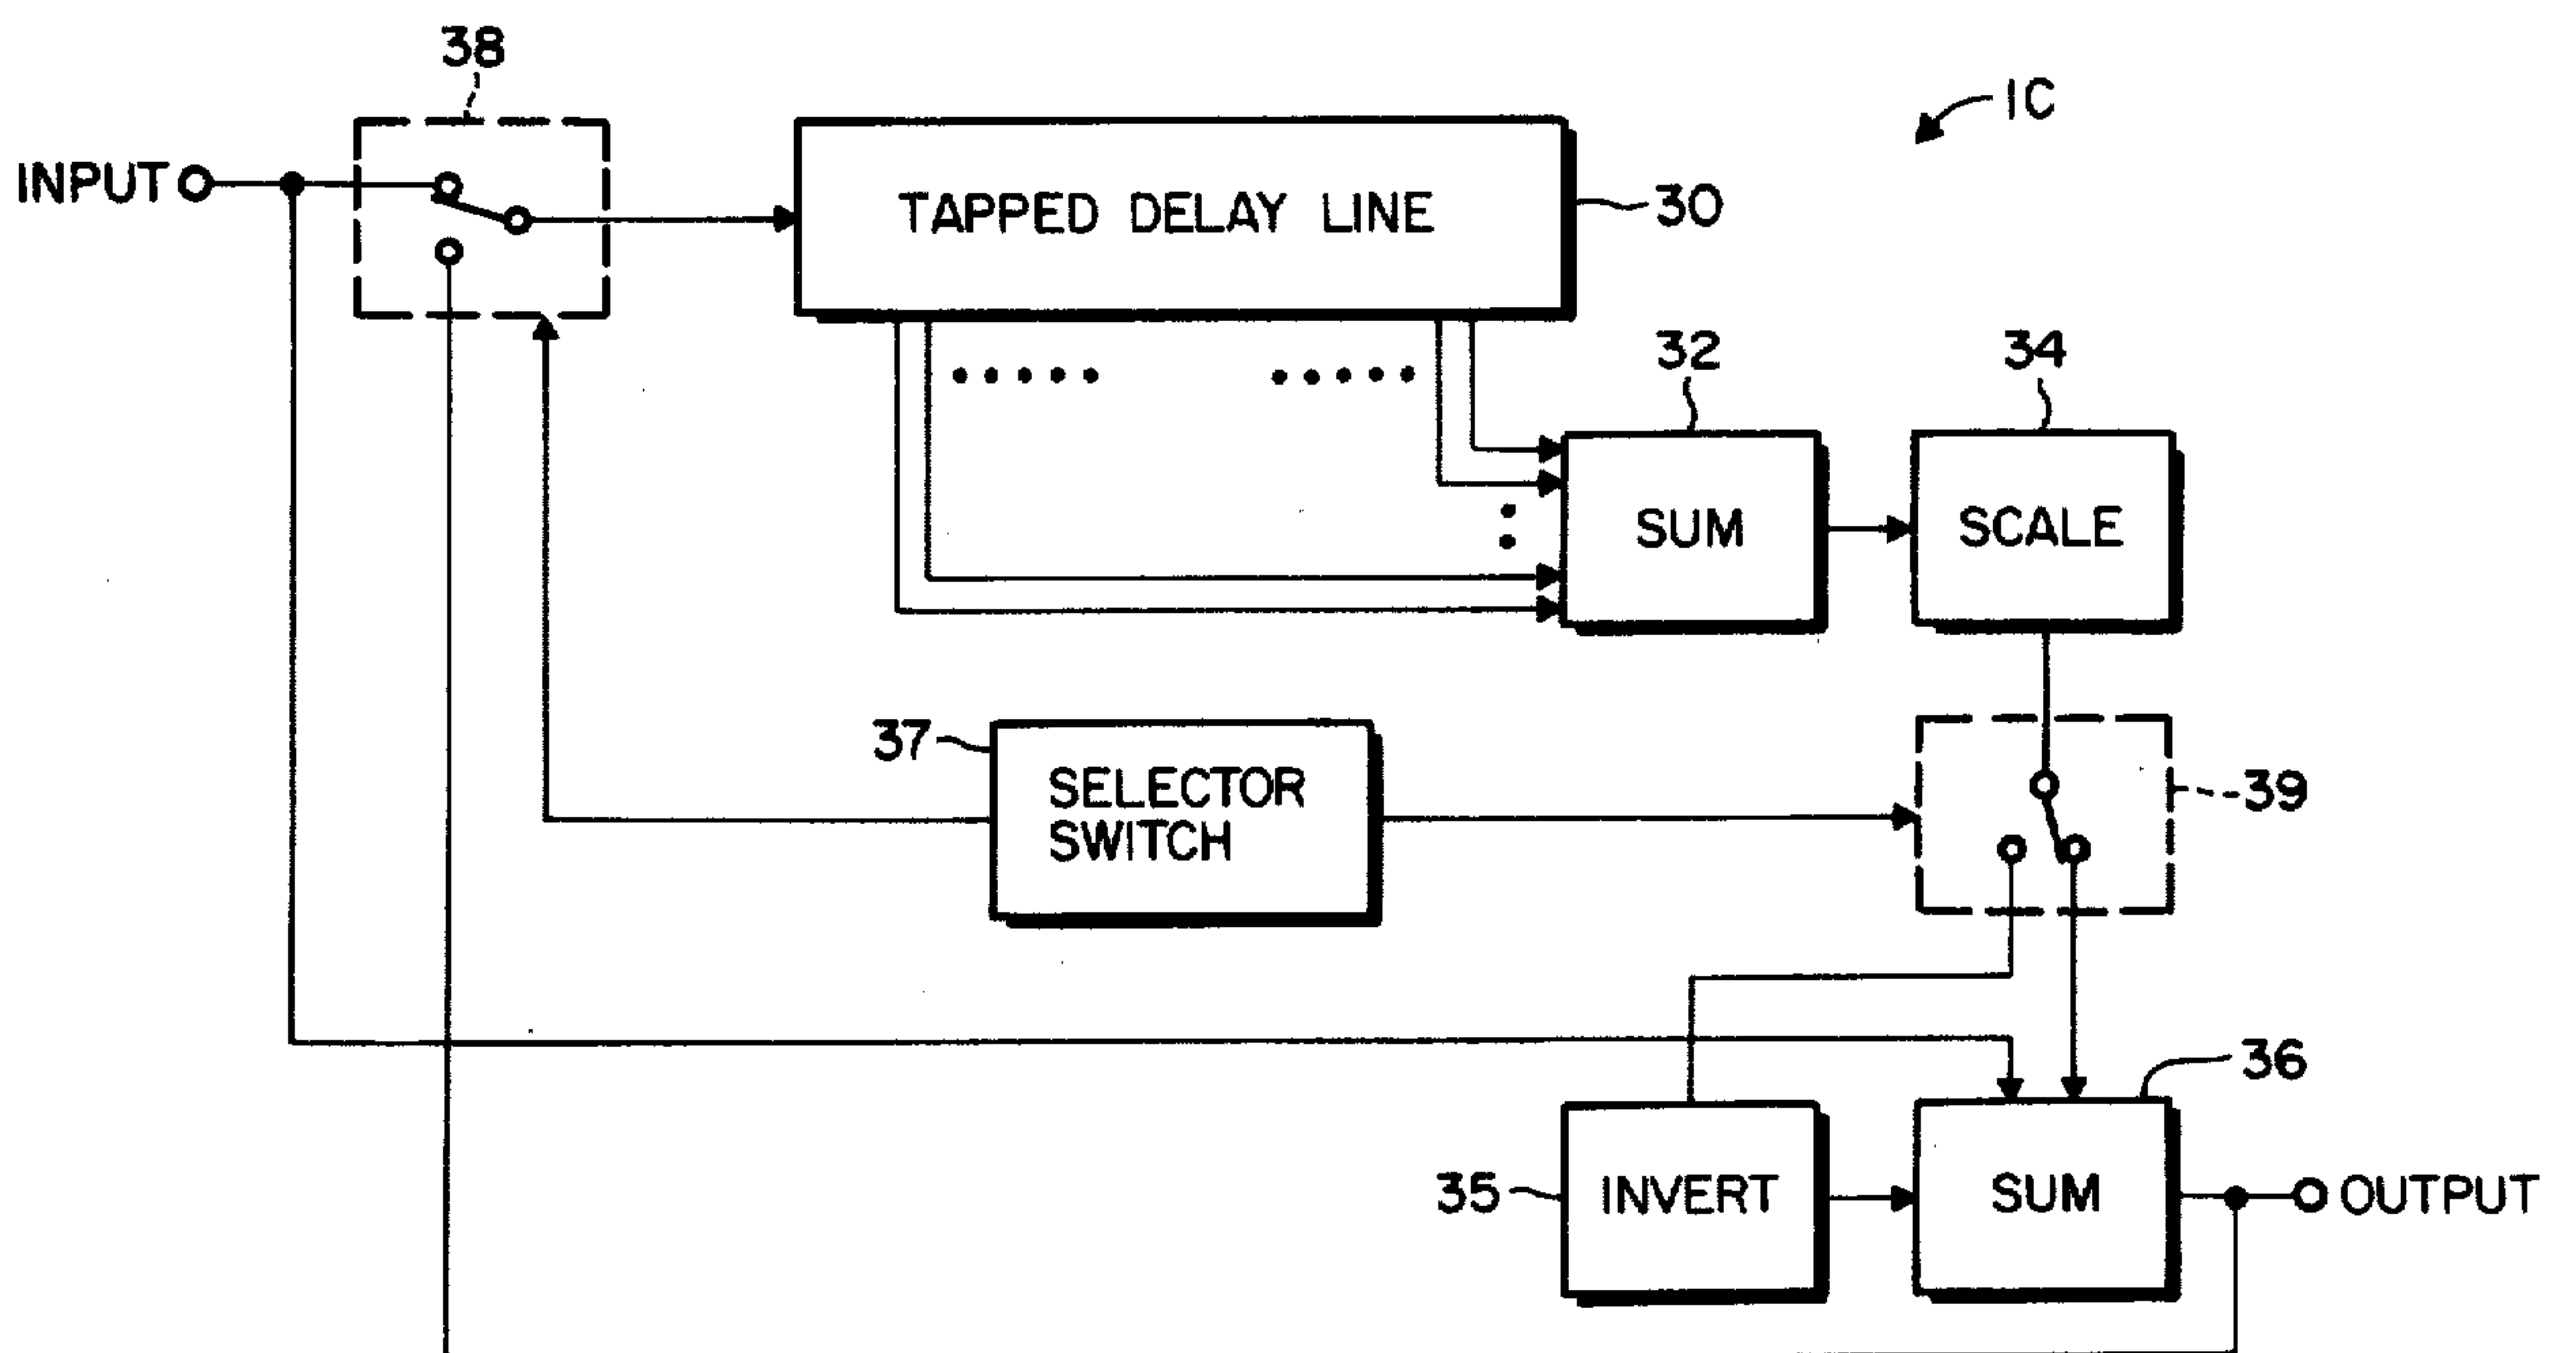 38
1C
INPUT
TAPPED DELAY LINE
30
32
34
SUM
SCALE
37
SELECTOR
SWITCH
39
36
35
INVERT
SUM
OUTPUT